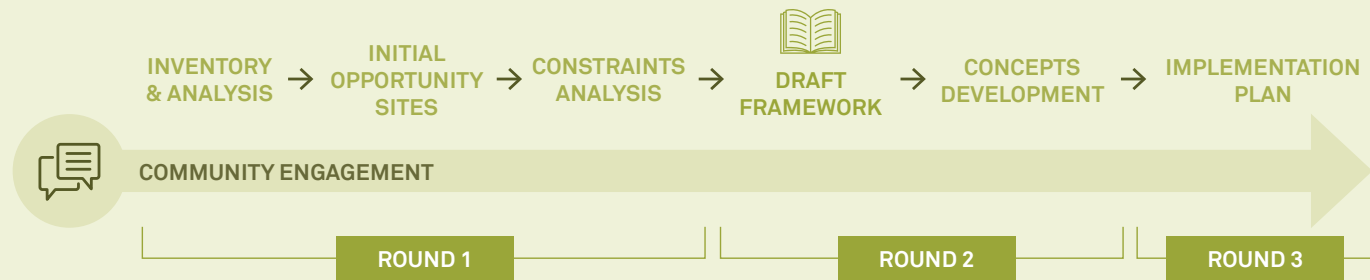 INVENTORY
& ANALYSIS
INITIAL
OPPORTUNITY
SITES
CONSTRAINTS
ANALYSIS
DRAFT
FRAMEWORK
CONCEPTS
DEVELOPMENT
IMPLEMENTATION
PLAN
COMMUNITY ENGAGEMENT
ROUND 1
ROUND 2
ROUND 3